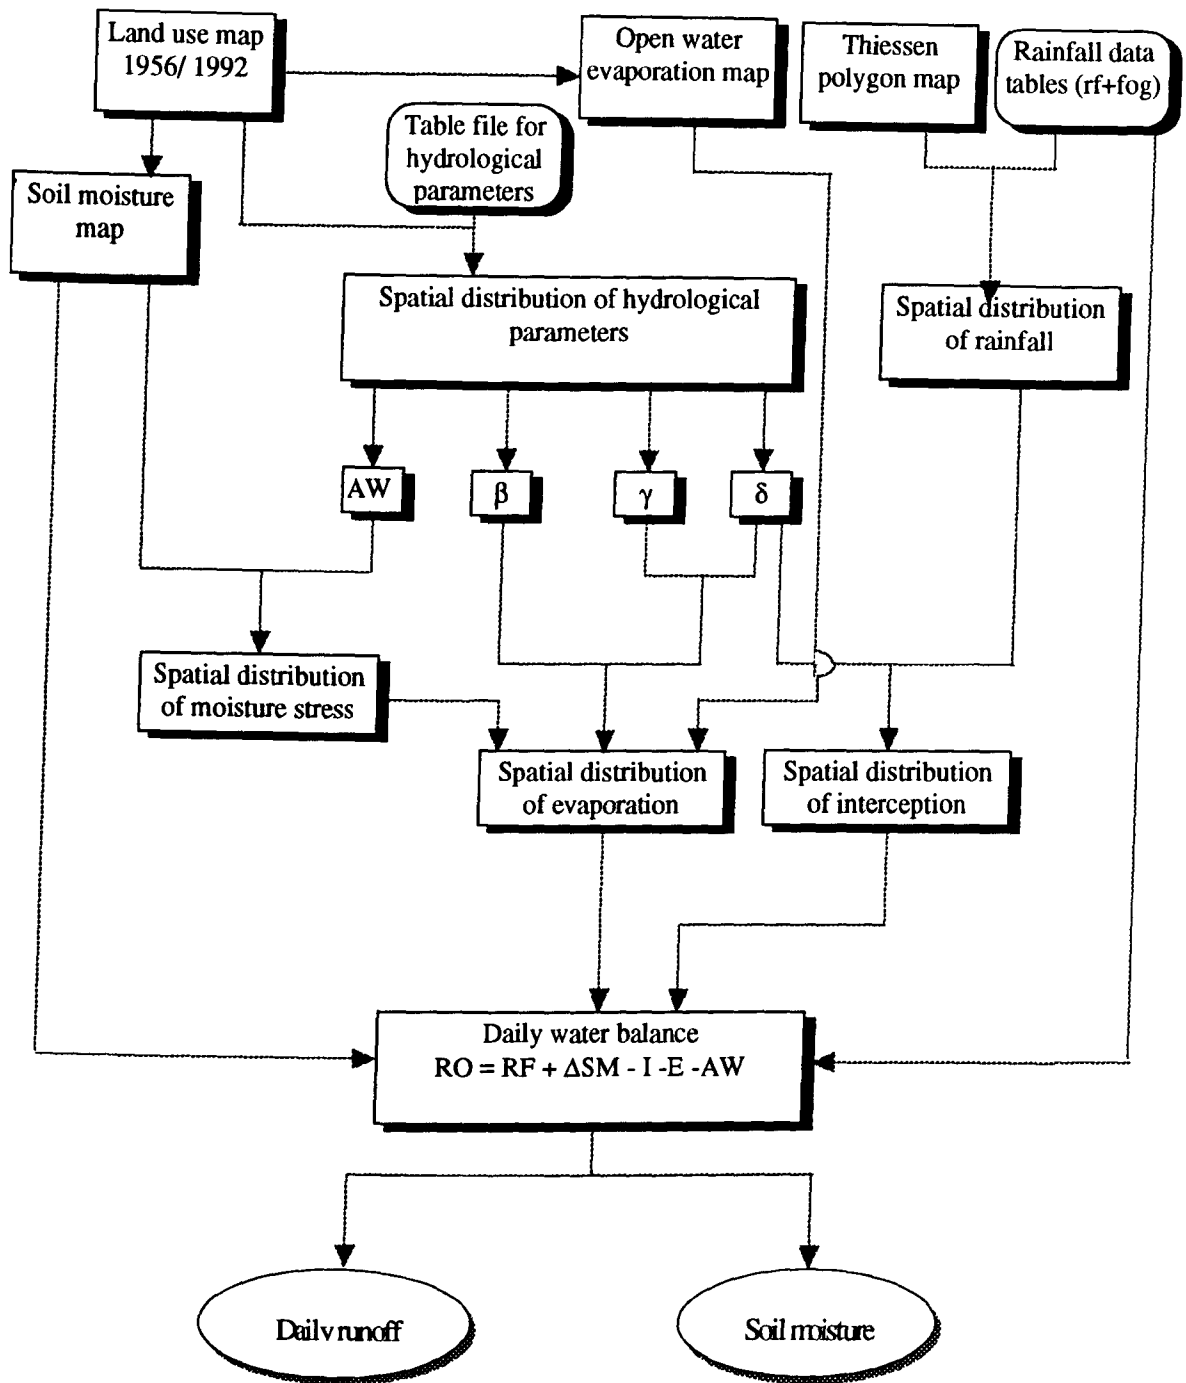 Land use map
1956/ 1992
Open water
evaporation map
Thiessen
polygon map
Rainfall data
tables (rf+fog)
Table file for
hydrological
parameters
Soil moisture
map
Spatial distribution of hydrological
parameters
Spatial distribution
of rainfall
AW
β
γ
δ
Spatial distribution
of moisture stress
Spatial distribution
of evaporation
Spatial distribution
of interception
Daily water balance
RO = RF + ΔSM - I -E -AW
Daily runoff
Soil moisture